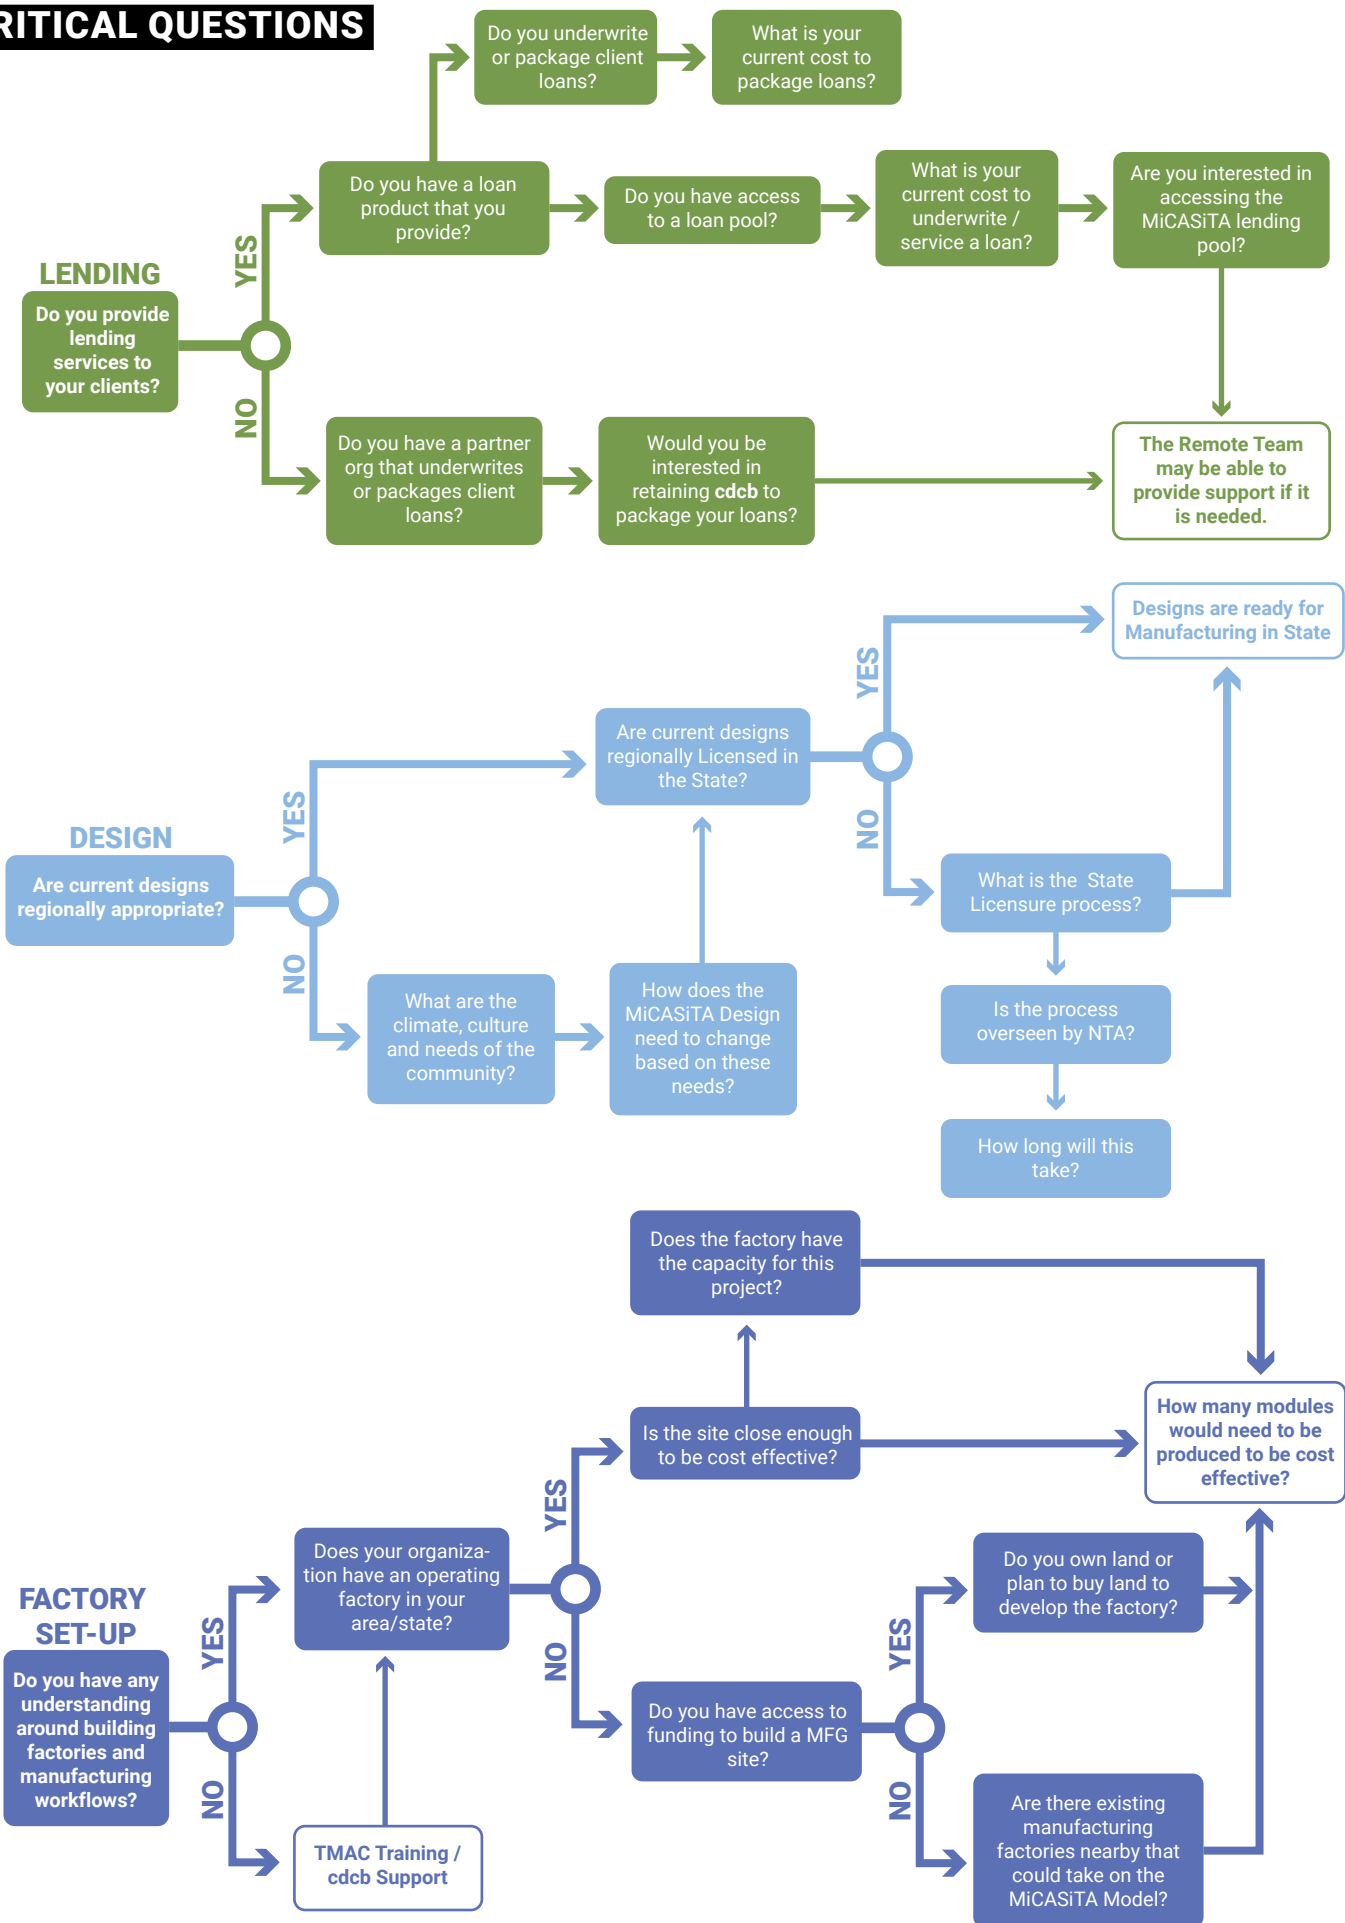 RITICAL QUESTIONS
Do you underwrite
or package client
loans?
What is your
current cost to
package loans?
Do you have a loan
product that you
provide?
Do you have access
to a loan pool?
What is your
current cost to
underwrite /
service a loan?
Are you interested in
accessing the
MiCASiTA lending
pool?
YES
LENDING
Do you provide
lending
services to
your clients?
NO
Do you have a partner
org that underwrites
or packages client
loans?
Would you be
interested in
retaining cdcb to
package your loans?
The Remote Team
may be able to
provide support if it
is needed.
Designs are ready for
Manufacturing in State
YES
Are current designs
regionally Licensed in
the State?
NO
YES
DESIGN
Are current designs
regionally appropriate?
NO
What is the State
Licensure process?
What are the
climate, culture
and needs of the
community?
How does the
MiCASiTA Design
need to change
based on these
needs?
Is the process
overseen by NTA?
How long will this
take?
Does the factory have
the capacity for this
project?
Is the site close enough
to be cost effective?
How many modules
would need to be
produced to be cost
effective?
YES
Does your organiza-
tion have an operating
factory in your
area/state?
NO
Do you own land or
plan to buy land to
develop the factory?
FACTORY
SET-UP
YES
Do you have any
understanding
around building
factories and
manufacturing
workflows?
NO
Do you have access to
funding to build a MFG
site?
YES
NO
TMAC Training /
cdcb Support
Are there existing
manufacturing
factories nearby that
could take on the
MiCASiTA Model?